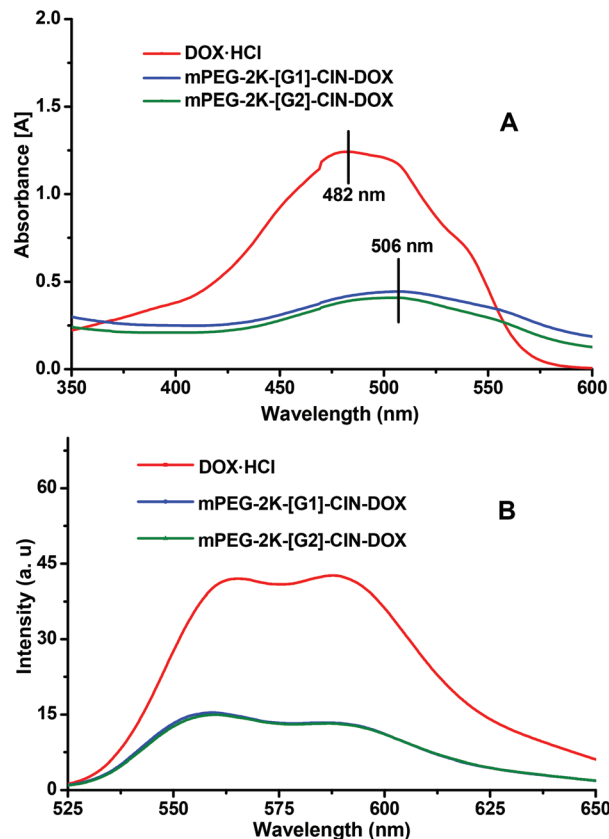 2.0
1.5
1.0
0.5
0.0
Absorbance [A]
DOX·HCl
mPEG-2K-[G1]-CIN-DOX
mPEG-2K-[G2]-CIN-DOX
A
482 nm
506 nm
350 400 450 500 550 600
Wavelength (nm)
60
45
30
15
0
Intensity (a. u)
DOX·HCl
mPEG-2K-[G1]-CIN-DOX
mPEG-2K-[G2]-CIN-DOX
B
525 550 575 600 625 650
Wavelength (nm)